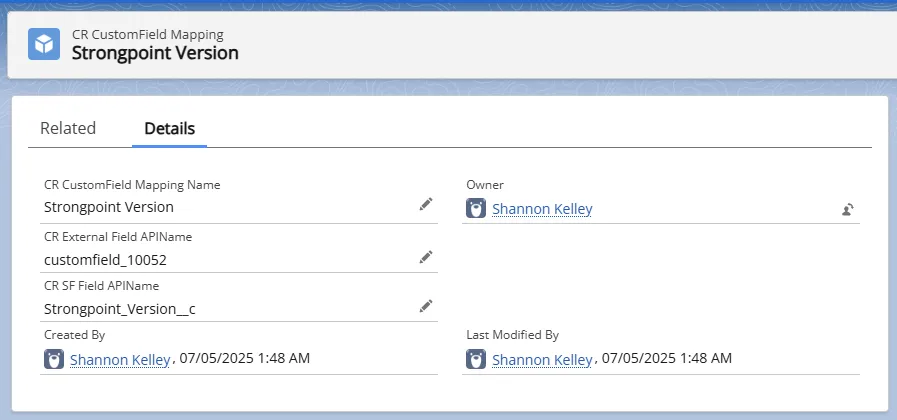 CR CustomField Mapping
Strongpoint Version
Related
Details
CR CustomField Mapping Name
Strongpoint Version
Owner
Shannon Kelley
CR External Field APIName
customfield_10052
CR SF Field APIName
Strongpoint_Version__c
Created By
Shannon Kelley, 07/05/2025 1:48 AM
Last Modified By
Shannon Kelley, 07/05/2025 1:48 AM